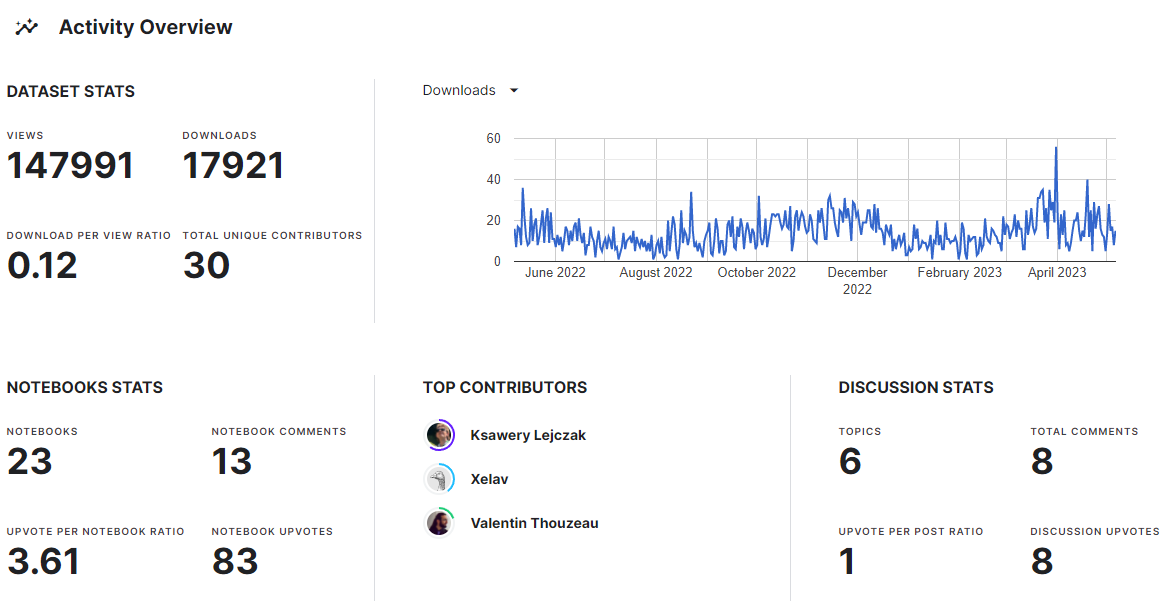 Activity Overview
DATASET STATS
VIEWS
147991
DOWNLOADS
17921
DOWNLOAD PER VIEW RATIO
0.12
TOTAL UNIQUE CONTRIBUTORS
30
Downloads
60
40
20
0
June 2022
August 2022
October 2022
December
2022
February 2023
April 2023
NOTEBOOKS STATS
NOTEBOOKS
23
NOTEBOOK COMMENTS
13
UPVOTE PER NOTEBOOK RATIO
3.61
NOTEBOOK UPVOTES
83
TOP CONTRIBUTORS
Ksawery Lejczak
Xelav
Valentin Thouzeau
DISCUSSION STATS
TOPICS
6
TOTAL COMMENTS
8
UPVOTE PER POST RATIO
1
DISCUSSION UPVOTES
8